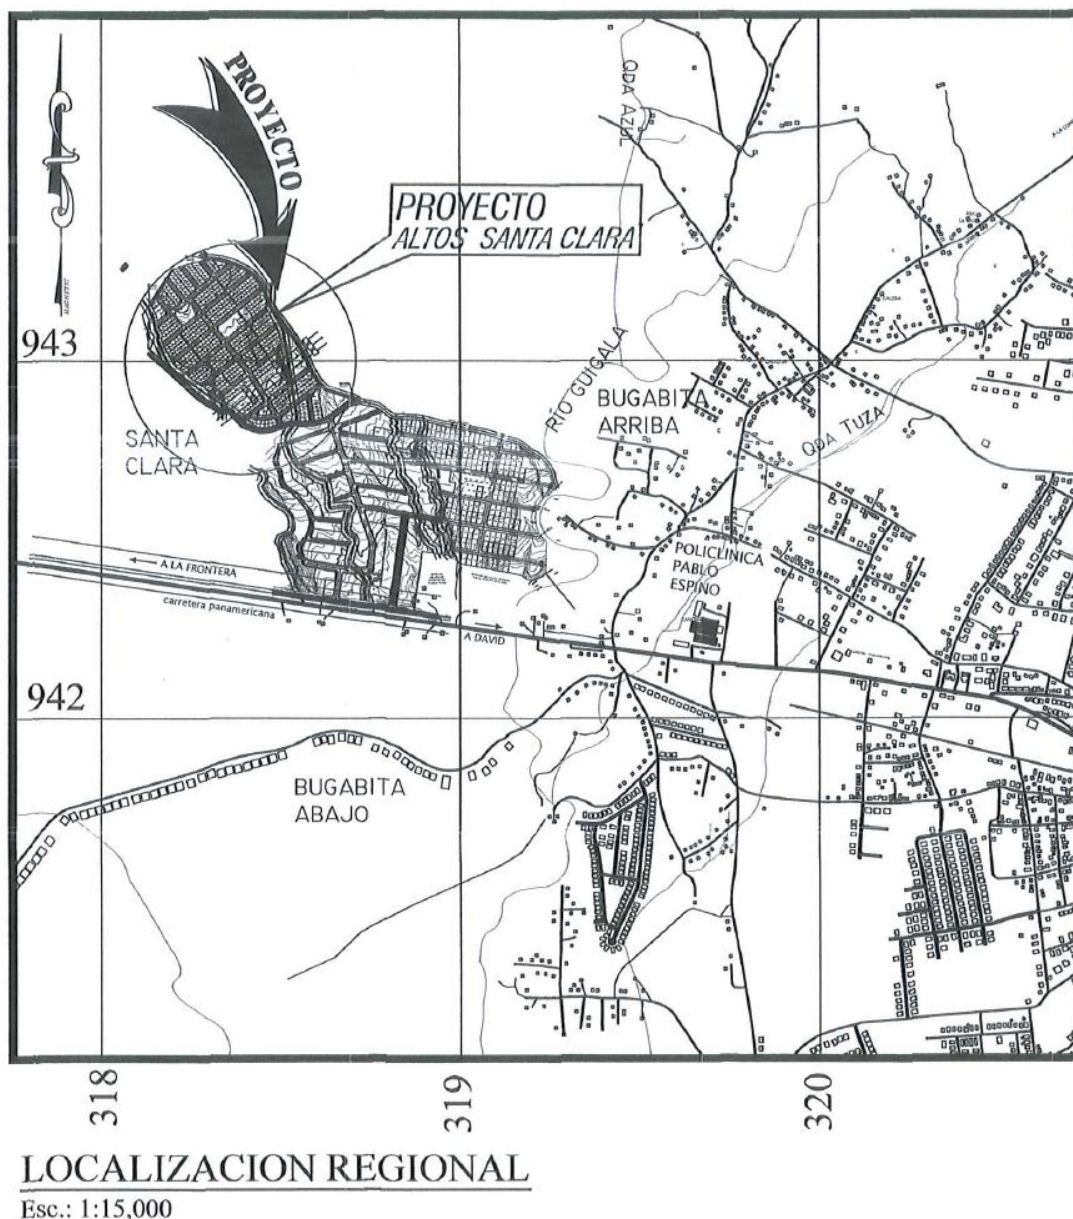 PROYECTO
PROYECTO
ALTOS SANTA CLARA
QDA AZUL
943
RÍO GUIGALA
BUGABITA
ARRIBA
QDA TUZA
SANTA
CLARA
A LA FRONTERA
carretera panamericana
A DAVID
POLICLINICA
PABLO
ESPINO
942
BUGABITA
ABAJO
318
319
320
LOCALIZACION REGIONAL
Esc.: 1:15,000